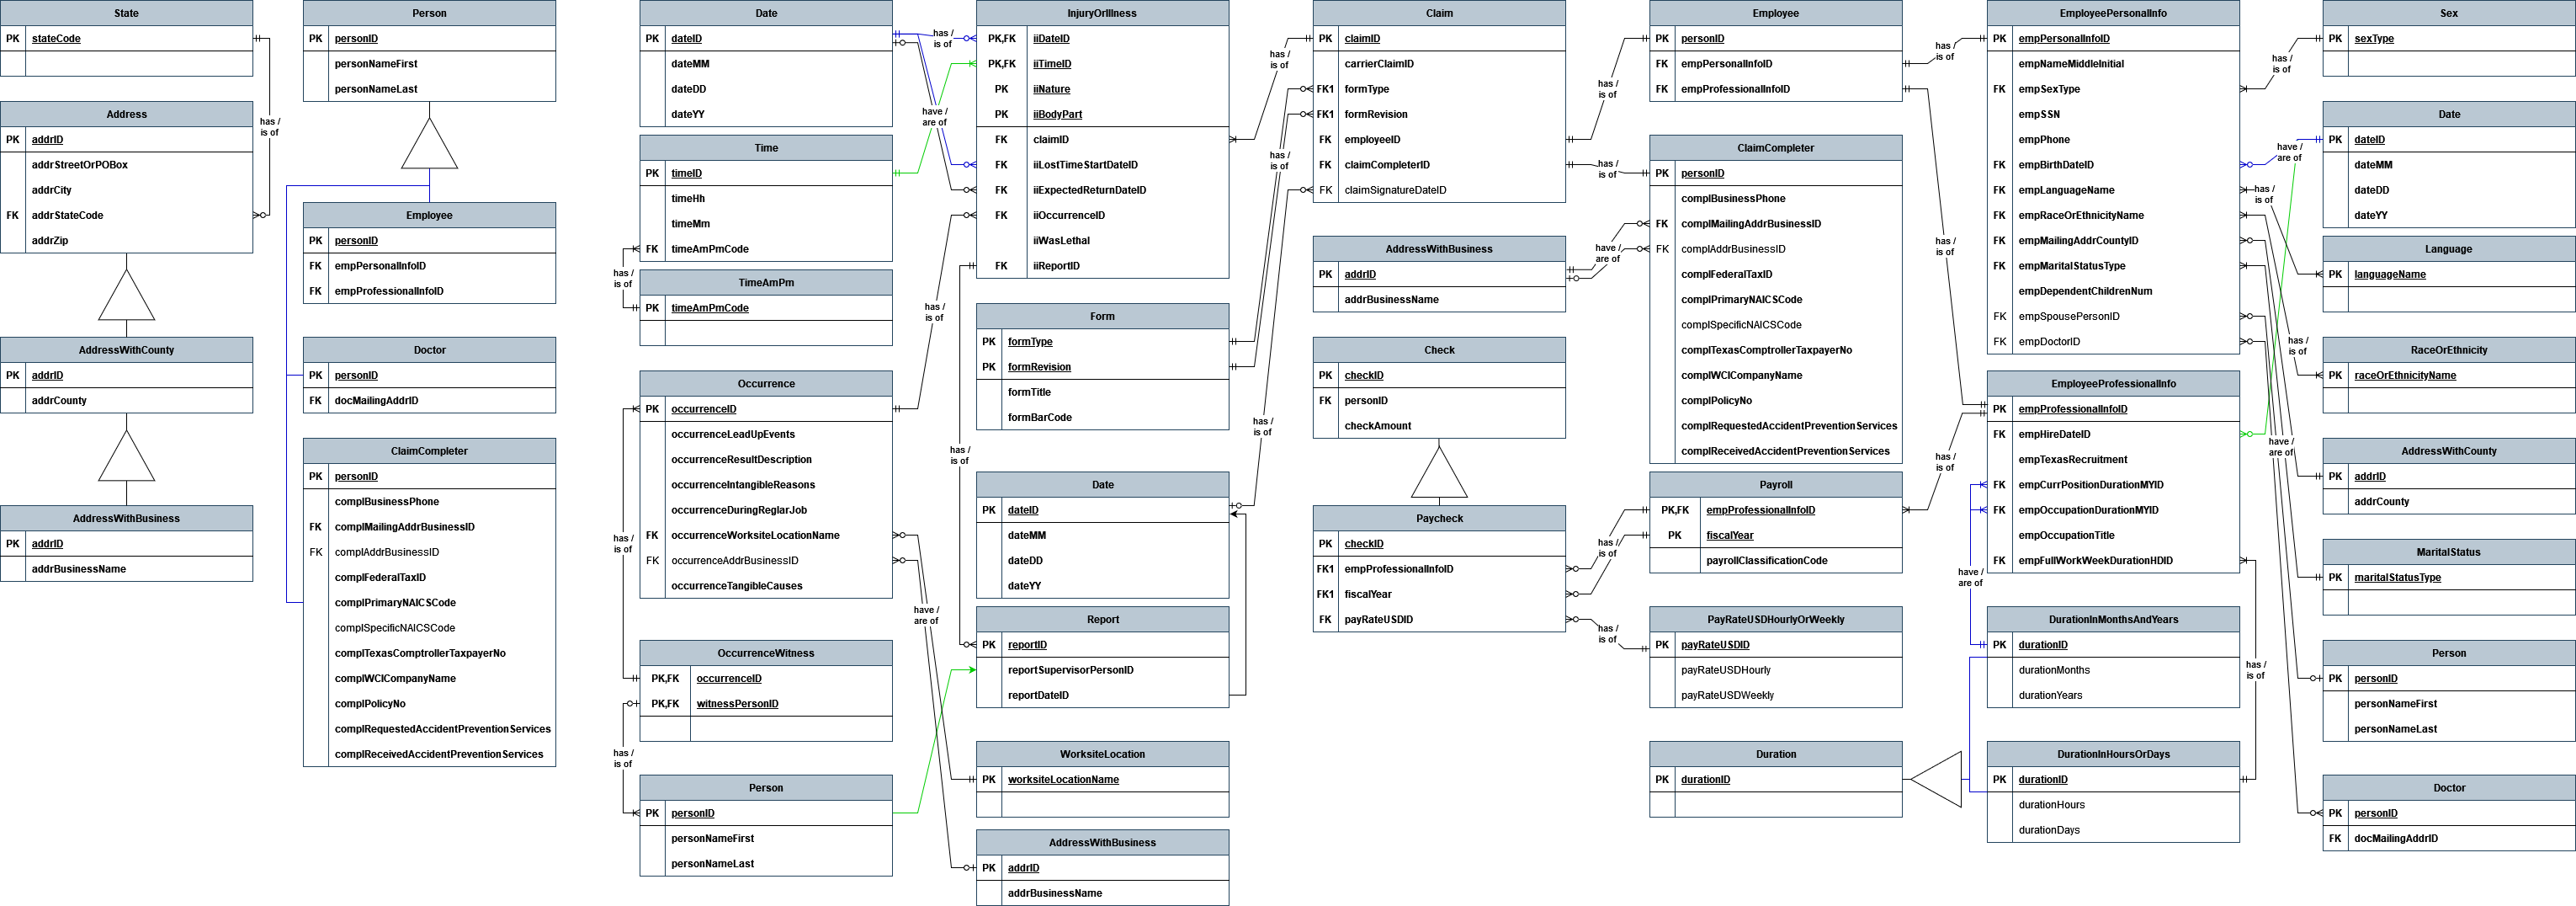 State
PK stateCode
Address
PK addrID
addrStreetOrPOBox
addrCity
FK addrStateCode
addrZip
has /
is of
AddressWithCounty
PK addrID
addrCounty
AddressWithBusiness
PK addrID
addrBusinessName
Person
PK personID
personNameFirst
personNameLast
Employee
PK personID
FK empPersonalInfoID
FK empProfessionalInfoID
Doctor
PK personID
FK docMailingAddrID
ClaimCompleter
PK personID
complBusinessPhone
FK complMailingAddrBusinessID
FK complAddrBusinessID
complFederalTaxID
complPrimaryNAICSCode
complSpecificNAICSCode
complTexasComptrollerTaxpayerNo
complWCICompanyName
complPolicyNo
complRequestedAccidentPreventionServices
complReceivedAccidentPreventionServices
Date
PK dateID
dateMM
dateDD
dateYY
Time
PK timeID
timeHh
timeMm
FK timeAmPmCode
has /
is of
TimeAmPm
PK timeAmPmCode
Occurrence
PK occurrenceID
occurrenceLeadUpEvents
occurrenceResultDescription
occurrenceIntangibleReasons
occurrenceDuringReglarJob
FK occurrenceWorksiteLocationName
FK occurrenceAddrBusinessID
occurrenceTangibleCauses
has /
is of
OccurrenceWitness
PK,FK occurrenceID
PK,FK witnessPersonID
has /
is of
Person
PK personID
personNameFirst
personNameLast
has /
is of
have /
are of
has /
is of
have /
are of
InjuryOrIllness
PK,FK iiDateID
PK,FK iiTimeID
PK iiNature
PK iiBodyPart
FK claimID
FK iiLostTimeStartDateID
FK iiExpectedReturnDateID
FK iiOccurrenceID
iiWasLethal
FK iiReportID
Form
PK formType
PK formRevision
formTitle
formBarCode
has /
is of
Date
PK dateID
dateMM
dateDD
dateYY
Report
PK reportID
reportSupervisorPersonID
reportDateID
WorksiteLocation
PK worksiteLocationName
AddressWithBusiness
PK addrID
addrBusinessName
has /
is of
has /
is of
has /
is of
Claim
PK claimID
carrierClaimID
FK1 formType
FK1 formRevision
FK employeeID
FK claimCompleterID
FK claimSignatureDateID
AddressWithBusiness
PK addrID
addrBusinessName
Check
PK checkID
FK personID
checkAmount
Paycheck
PK checkID
FK1 empProfessionalInfoID
FK1 fiscalYear
FK payRateUSDID
has /
is of
has /
is of
have /
are of
has /
is of
has /
is of
Employee
PK personID
FK empPersonalInfoID
FK empProfessionalInfoID
ClaimCompleter
PK personID
complBusinessPhone
FK complMailingAddrBusinessID
FK complAddrBusinessID
complFederalTaxID
complPrimaryNAICSCode
complSpecificNAICSCode
complTexasComptrollerTaxpayerNo
complWCICompanyName
complPolicyNo
complRequestedAccidentPreventionServices
complReceivedAccidentPreventionServices
Payroll
PK,FK empProfessionalInfoID
PK fiscalYear
payrollClassificationCode
PayRateUSDHourlyOrWeekly
PK payRateUSDID
payRateUSDHourly
payRateUSDWeekly
Duration
PK durationID
has /
is of
has /
is of
has /
is of
have /
are of
EmployeePersonalInfo
PK empPersonalInfoID
empNameMiddleInitial
FK empSexType
empSSN
empPhone
FK empBirthDateID
FK empLanguageName
FK empRaceOrEthnicityName
FK empMailingAddrCountyID
FK empMaritalStatusType
empDependentChildrenNum
FK empSpousePersonID
FK empDoctorID
EmployeeProfessionalInfo
PK empProfessionalInfoID
FK empHireDateID
empTexasRecruitment
FK empCurrPositionDurationMYID
FK empOccupationDurationMYID
empOccupationTitle
FK empFullWorkWeekDurationHDID
DurationInMonthsAndYears
PK durationID
durationMonths
durationYears
DurationInHoursOrDays
PK durationID
durationHours
durationDays
has /
is of
has /
is of
have /
are of
has /
is of
has /
is of
have /
are of
Sex
PK sexType
Date
PK dateID
dateMM
dateDD
dateYY
Language
PK languageName
RaceOrEthnicity
PK raceOrEthnicityName
AddressWithCounty
PK addrID
addrCounty
MaritalStatus
PK maritalStatusType
Person
PK personID
personNameFirst
personNameLast
Doctor
PK personID
FK docMailingAddrID